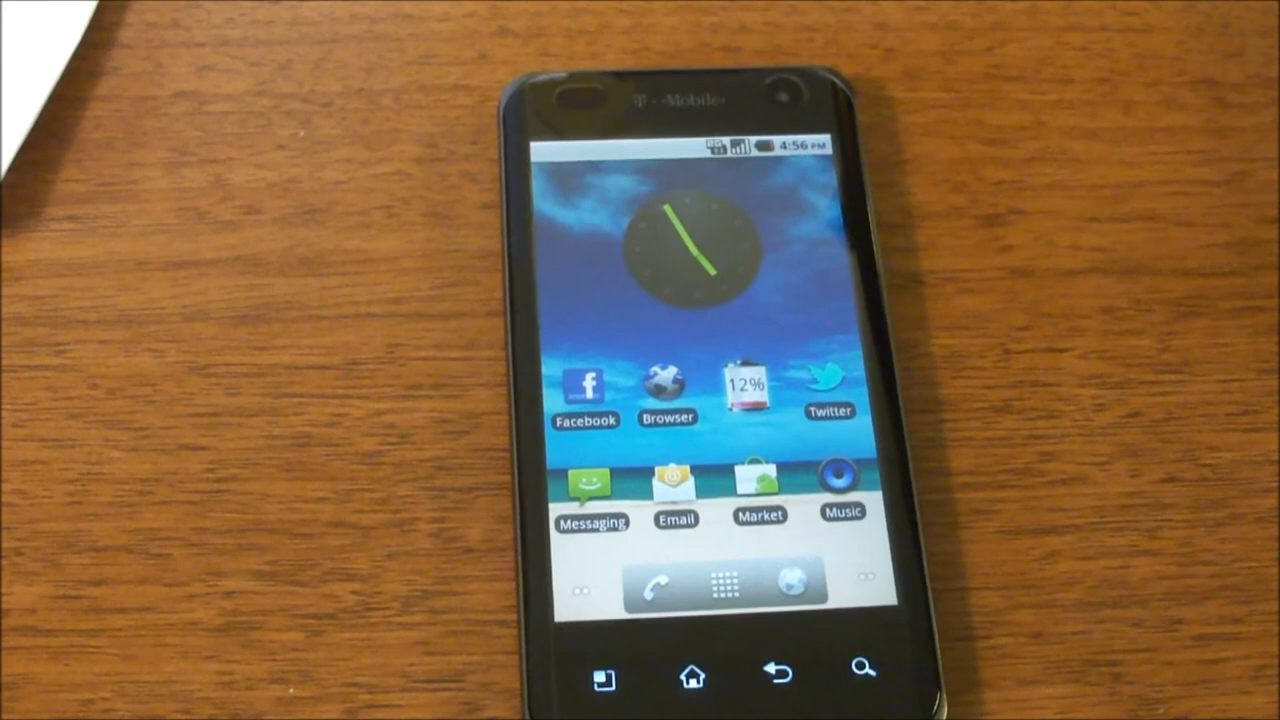 T-Mobile
4:56 PM
12%
Facebook Browser Twitter
Messaging Email Market Music